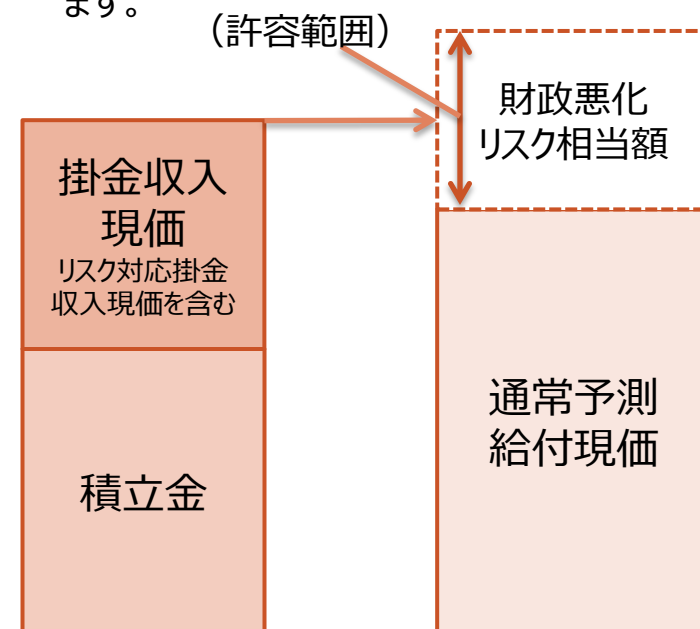 ます。
（許容範囲）
財政悪化
リスク相当額
掛金収入
現価
リスク対応掛金
収入現価を含む
通常予測
給付現価
積立金